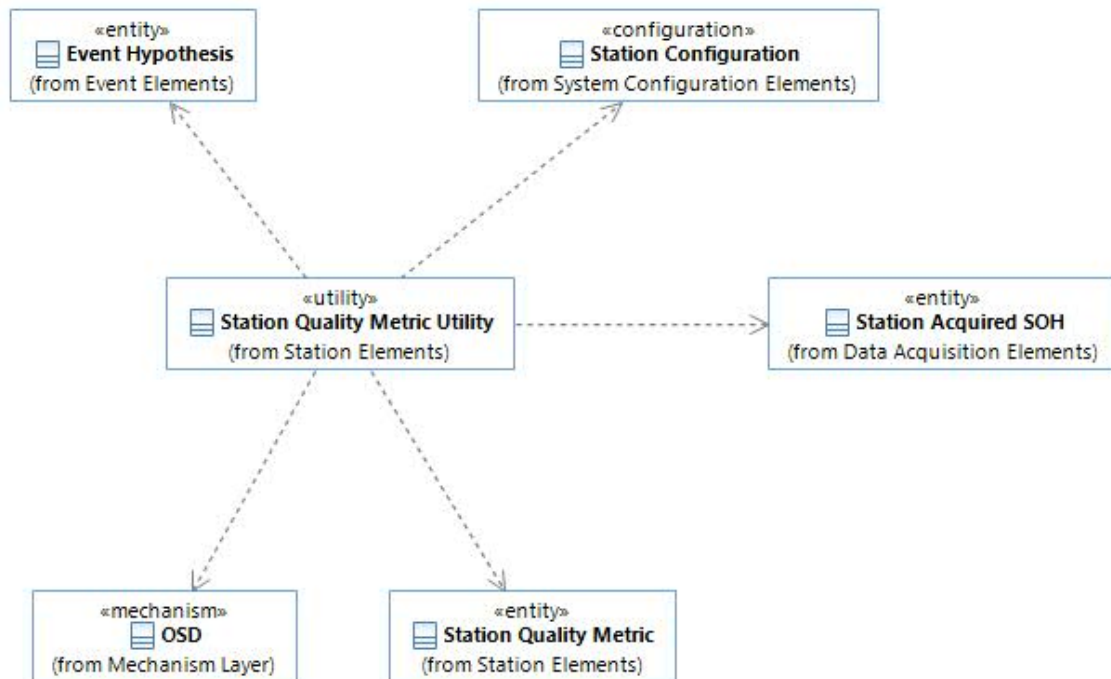 «entity»
Event Hypothesis
(from Event Elements)
«configuration»
Station Configuration
(from System Configuration Elements)
«utility»
Station Quality Metric Utility
(from Station Elements)
«entity»
Station Acquired SOH
(from Data Acquisition Elements)
«mechanism»
OSD
(from Mechanism Layer)
«entity»
Station Quality Metric
(from Station Elements)